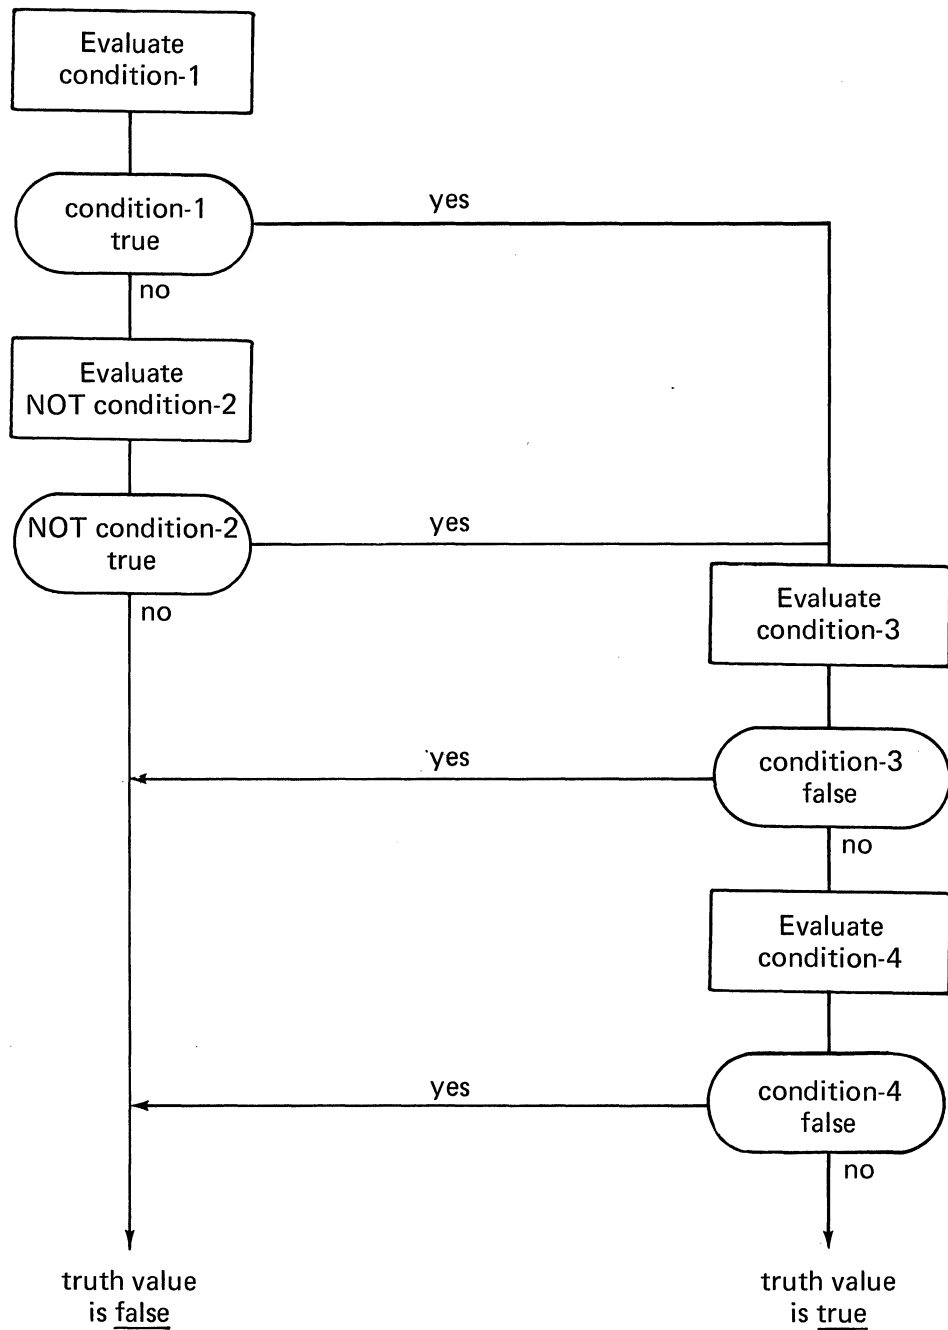 Evaluate
condition-1
condition-1
true
yes
no
Evaluate
NOT condition-2
NOT condition-2
true
yes
no
Evaluate
condition-3
condition-3
false
yes
no
Evaluate
condition-4
condition-4
false
yes
no
truth value
is false
truth value
is true